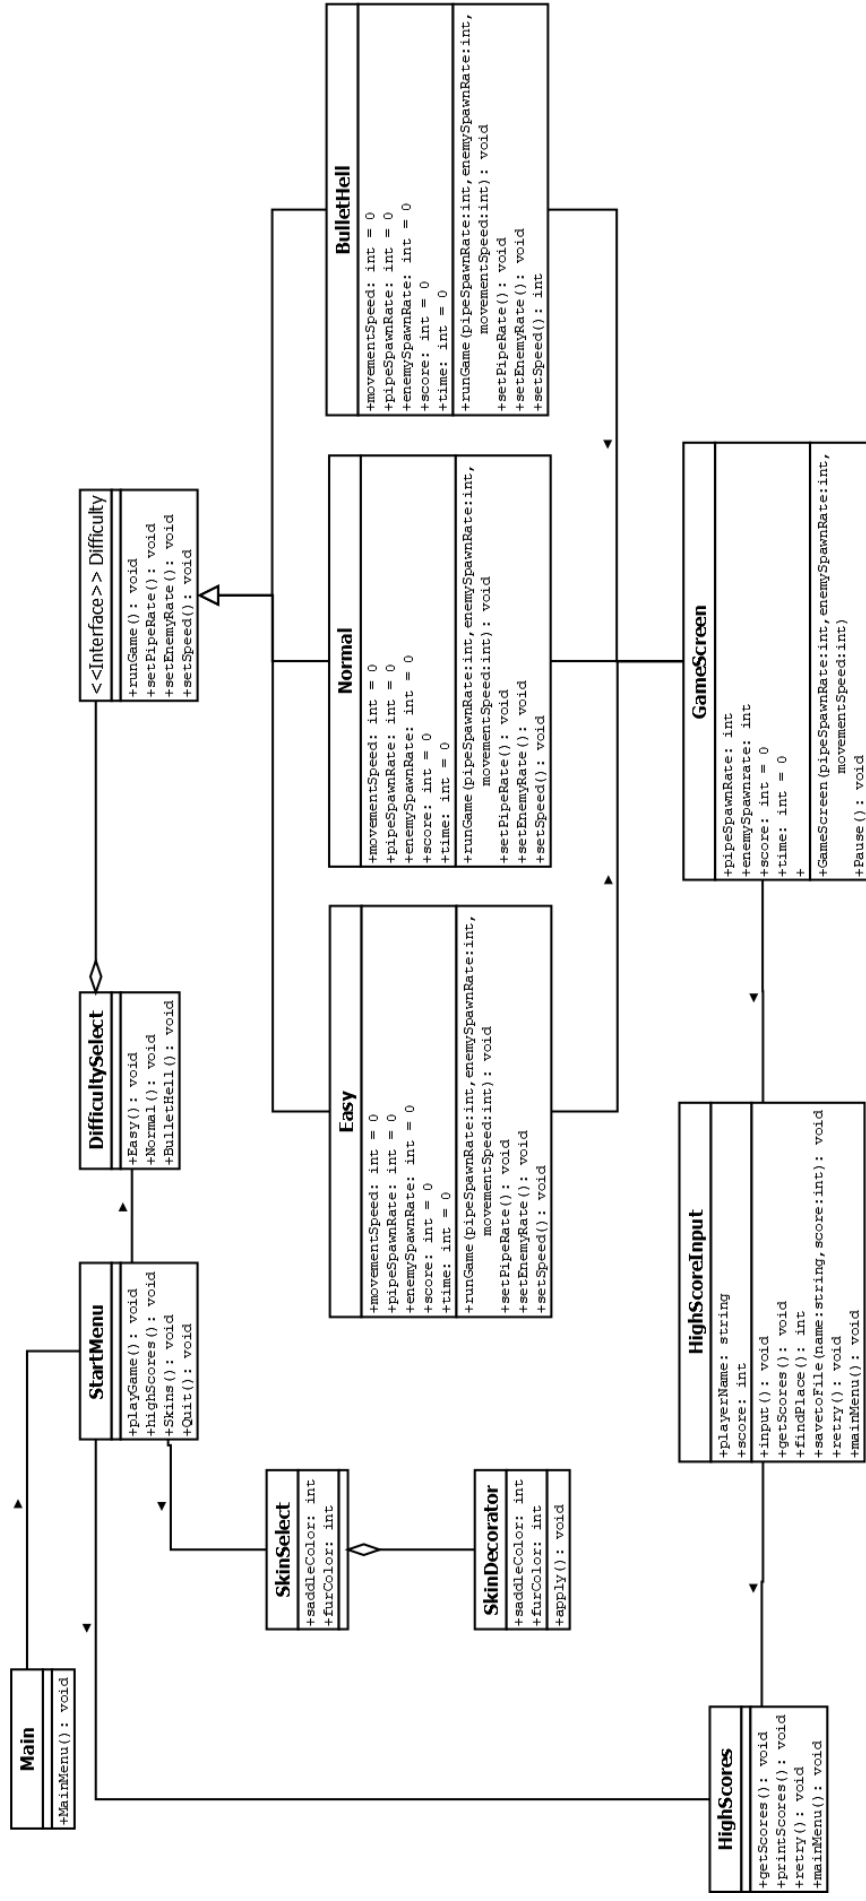 Main
+MainMenu(): void
StartMenu
+playGame(): void
+highScores(): void
+Skins(): void
+Quit(): void
DifficultySelect
+Easy(): void
+Normal(): void
+BulletHell(): void
<<Interface>> Difficulty
+runGame(): void
+setPipeRate(): void
+setEnemyRate(): void
+setSpeed(): void
SkinSelect
+saddleColor: int
+furColor: int
SkinDecorator
+saddleColor: int
+furColor: int
+apply(): void
Easy
+movementSpeed: int = 0
+pipeSpawnRate: int = 0
+enemySpawnRate: int = 0
+score: int = 0
+time: int = 0
+runGame(pipeSpawnRate:int,enemySpawnRate:int,
movementSpeed:int): void
+setPipeRate(): void
+setEnemyRate(): void
+setSpeed(): void
Normal
+movementSpeed: int = 0
+pipeSpawnRate: int = 0
+enemySpawnRate: int = 0
+score: int = 0
+time: int = 0
+runGame(pipeSpawnRate:int,enemySpawnRate:int,
movementSpeed:int): void
+setPipeRate(): void
+setEnemyRate(): void
+setSpeed(): void
BulletHell
+movementSpeed: int = 0
+pipeSpawnRate: int = 0
+enemySpawnRate: int = 0
+score: int = 0
+time: int = 0
+runGame(pipeSpawnRate:int,enemySpawnRate:int,
movementSpeed:int): void
+setPipeRate(): void
+setEnemyRate(): void
+setSpeed(): int
HighScores
+getScores(): void
+printScores(): void
+retry(): void
+mainMenu(): void
HighScoreInput
+playerName: string
+score: int
+input(): void
+getScores(): void
+findPlace(): int
+savetoFile(name:string,score:int): void
+retry(): void
+mainMenu(): void
GameScreen
+pipeSpawnRate: int
+enemySpawnrate: int
+score: int = 0
+time: int = 0
+
+GameScreen(pipeSpawnRate:int,enemySpawnRate:int,
movementSpeed:int)
+Pause(): void